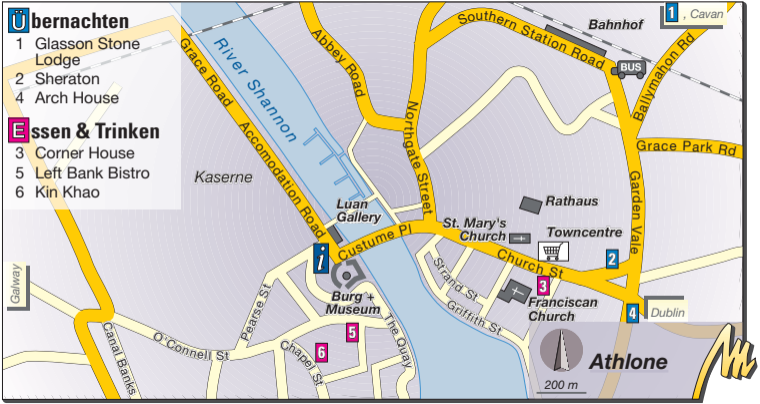 Übernachten
1 Glasson Stone
Lodge
2 Sheraton
4 Arch House
Essen & Trinken
3 Corner House
5 Left Bank Bistro
6 Kin Khao
River Shannon
Grace Road
Accomodation Road
Kaserne
Abbey Road
Northgate Street
Southern Station Road
Bahnhof
BUS
1, Cavan
Ballymahon Rd
Grace Park Rd
Garden Vale
Rathaus
Luan
Gallery
St. Mary's
Church
Towncentre
Custume Pl
Church St
2
3
i
Burg +
Museum
Strand St
Griffith St
Franciscan
Church
4
Dublin
Galway
Pearse St
O'Connell St
Canal Banks
Chapel St
The Quay
5
6
Athlone
200 m